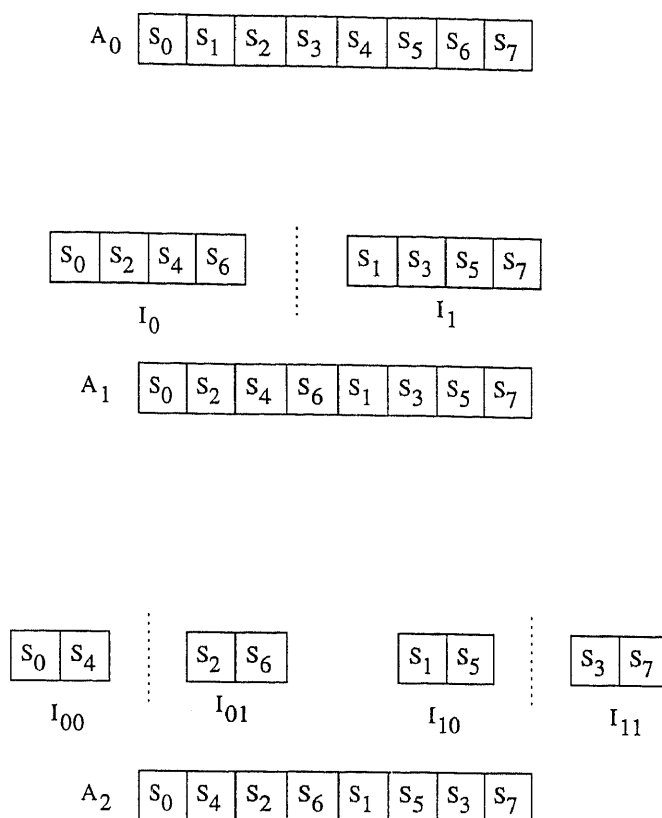 A0 S0 S1 S2 S3 S4 S5 S6 S7
S0 S2 S4 S6 S1 S3 S5 S7
I0 I1
A1 S0 S2 S4 S6 S1 S3 S5 S7
S0 S4 S2 S6 S1 S5 S3 S7
I00 I01 I10 I11
A2 S0 S4 S2 S6 S1 S5 S3 S7